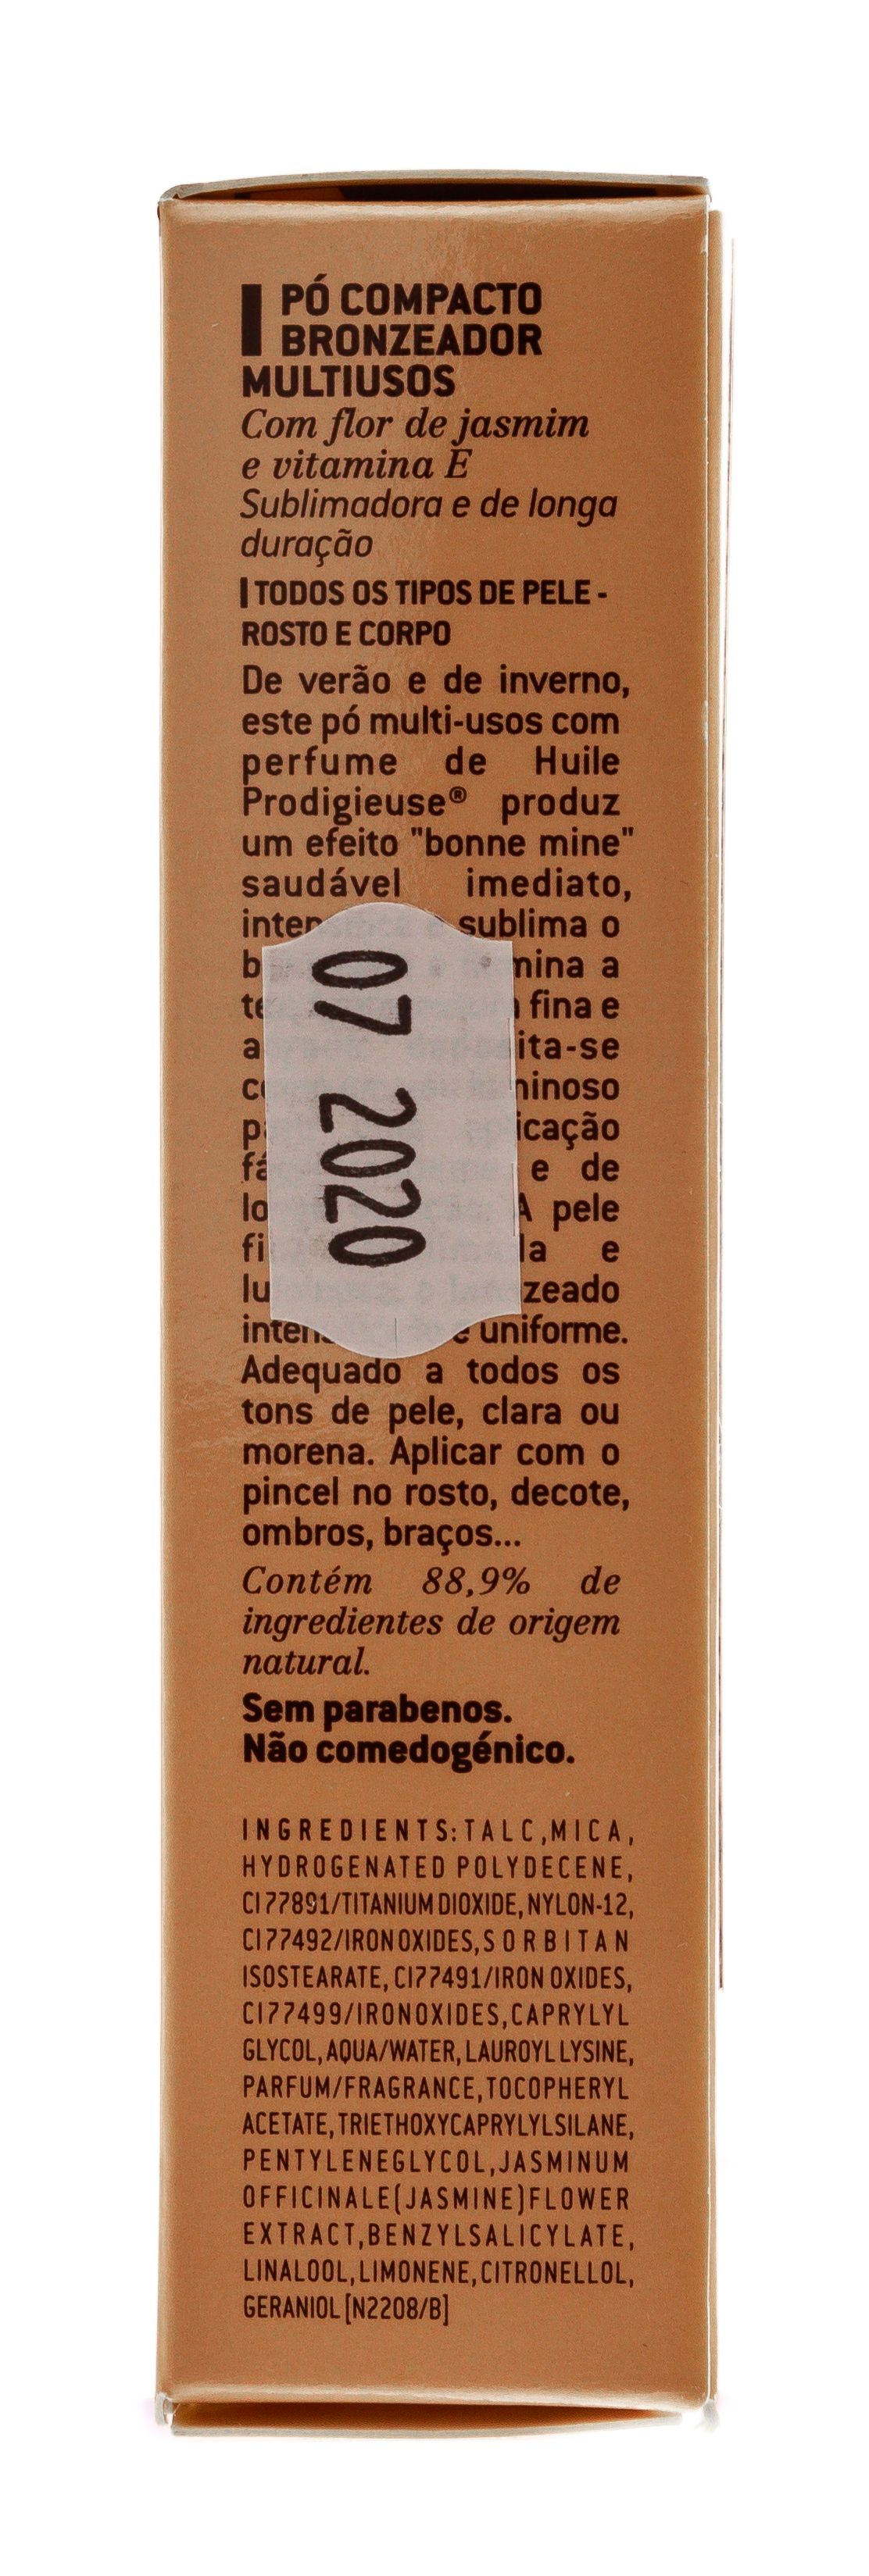 PÓ COMPACTO
BRONZEADOR
MULTIUSOS
Com flor de jasmim
e vitamina E
Sublimadora e de longa
duração
TODOS OS TIPOS DE PELE -
ROSTO E CORPO
De verão e de inverno,
este pó multi-usos com
perfume de Huile
Prodigieuse® produz
um efeito "bonne mine"
saudável imediato,
sublima o
a
fina e
minoso
e de
A pele
e
uniforme.
07 2020
Adequado a todos os
tons de pele, clara ou
morena. Aplicar com o
pincel no rosto, decote,
ombros, braços...
Contém 88,9% de
ingredientes de origem
natural.
Sem parabenos.
Não comedogénico.
INGREDIENTS: TALC, MICA,
HYDROGENATED POLYDECENE,
CI 77891/TITANIUM DIOXIDE, NYLON-12,
CI 77492/IRON OXIDES, SORBITAN
ISOSTEARATE, CI 77491/IRON OXIDES,
CI 77499/IRON OXIDES, CAPRYLYL
GLYCOL, AQUA/WATER, LAUROYL LYSINE,
PARFUM/FRAGRANCE, TOCOPHERYL
ACETATE, TRIETHOXYCAPRYLYLSILANE,
PENTYLENE GLYCOL, JASMINUM
OFFICINALE (JASMINE) FLOWER
EXTRACT, BENZYL SALICYLATE,
LINALOOL, LIMONENE, CITRONELLOL,
GERANIOL [N2208/B]